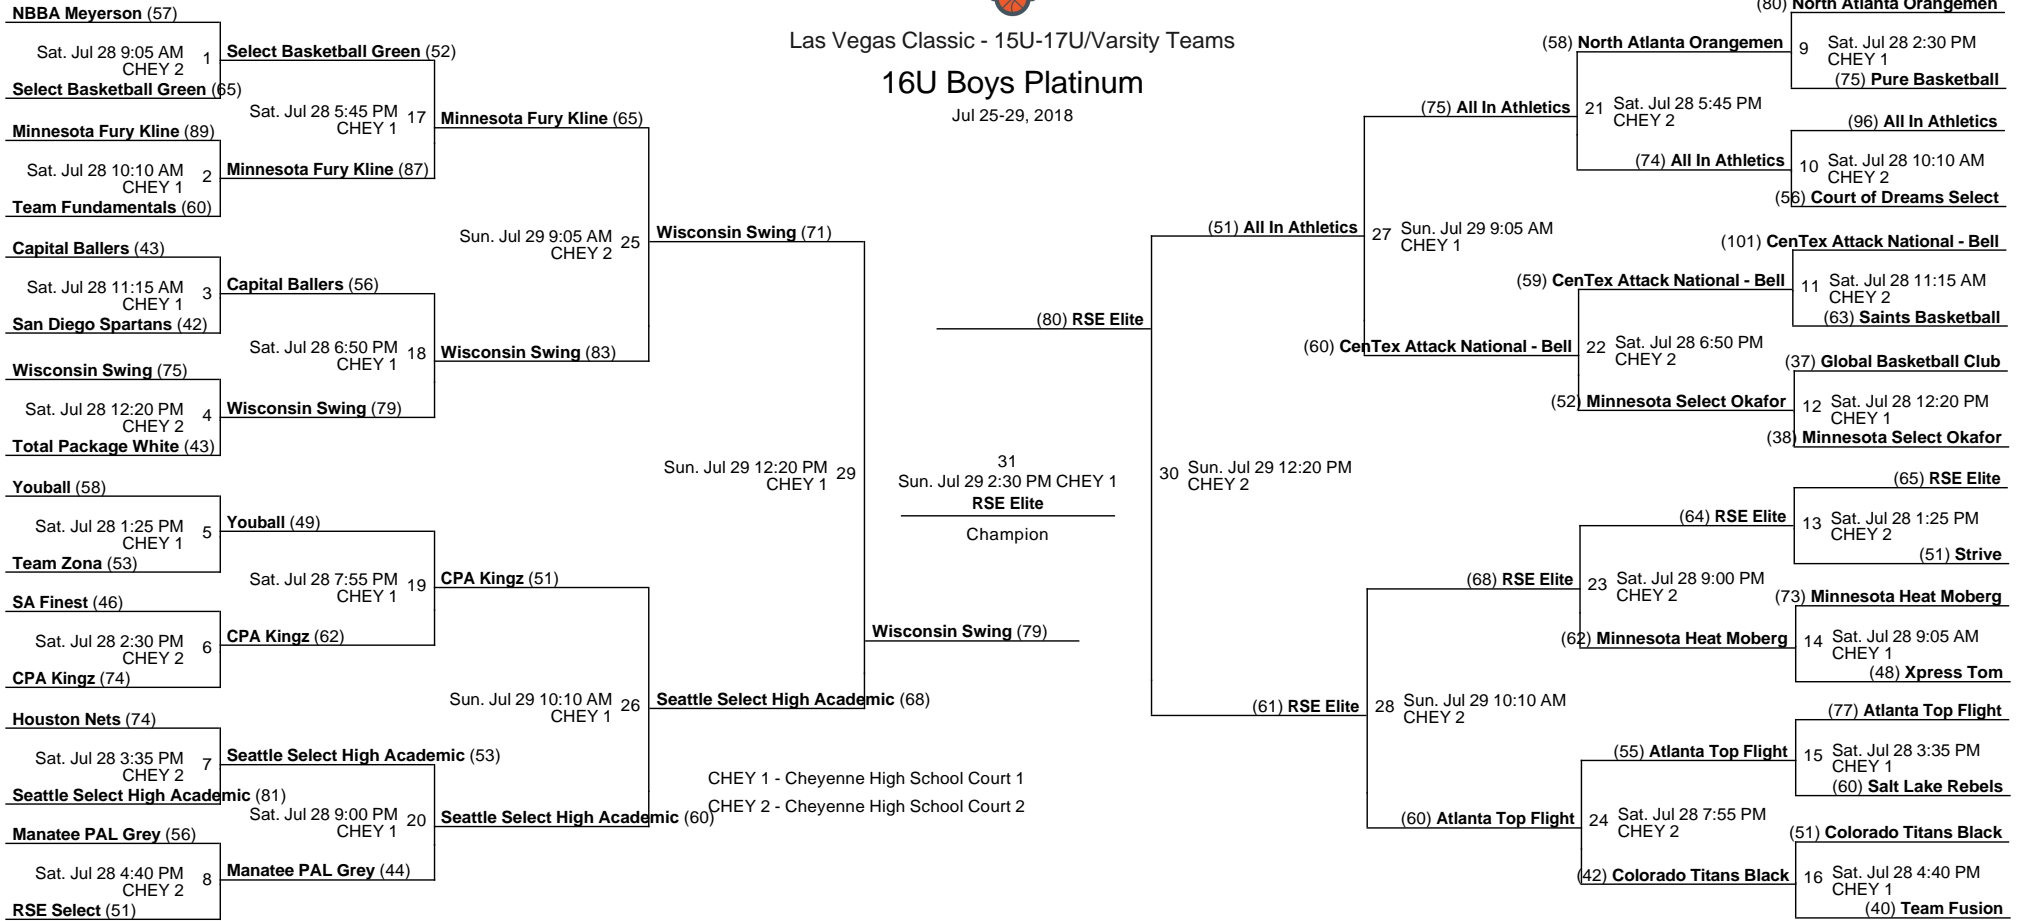 Las Vegas Classic - 15U-17U/Varsity Teams
16U Boys Platinum
Jul 25-29, 2018
NBBA Meyerson (57)
Sat. Jul 28 9:05 AM 1
CHEY 2
Select Basketball Green (65)
Minnesota Fury Kline (89)
Sat. Jul 28 10:10 AM 2
CHEY 1
Team Fundamentals (60)
Capital Ballers (43)
Sat. Jul 28 11:15 AM 3
CHEY 1
San Diego Spartans (42)
Wisconsin Swing (75)
Sat. Jul 28 12:20 PM 4
CHEY 2
Total Package White (43)
Youball (58)
Sat. Jul 28 1:25 PM 5
CHEY 1
Team Zona (53)
SA Finest (46)
Sat. Jul 28 2:30 PM 6
CHEY 2
CPA Kingz (74)
Houston Nets (74)
Sat. Jul 28 3:35 PM 7
CHEY 2
Seattle Select High Academic (81)
Manatee PAL Grey (56)
Sat. Jul 28 4:40 PM 8
CHEY 2
RSE Select (51)
Select Basketball Green (52)
Sat. Jul 28 5:45 PM 17
CHEY 1
Minnesota Fury Kline (87)
Capital Ballers (56)
Sat. Jul 28 6:50 PM 18
CHEY 1
Wisconsin Swing (79)
Youball (49)
Sat. Jul 28 7:55 PM 19
CHEY 1
CPA Kingz (62)
Seattle Select High Academic (53)
Sat. Jul 28 9:00 PM 20
CHEY 1
Manatee PAL Grey (44)
Minnesota Fury Kline (65)
Sun. Jul 29 9:05 AM 25
CHEY 2
Wisconsin Swing (83)
CPA Kingz (51)
Sun. Jul 29 10:10 AM 26
CHEY 1
Seattle Select High Academic (60)
Wisconsin Swing (71)
Sun. Jul 29 12:20 PM 29
CHEY 1
Seattle Select High Academic (68)
Wisconsin Swing (79)
(80) RSE Elite
31
Sun. Jul 29 2:30 PM CHEY 1
RSE Elite
Champion
CHEY 1 - Cheyenne High School Court 1
CHEY 2 - Cheyenne High School Court 2
(51) All In Athletics
30 Sun. Jul 29 12:20 PM
CHEY 2
(61) RSE Elite
(75) All In Athletics
27 Sun. Jul 29 9:05 AM
CHEY 1
(60) CenTex Attack National - Bell
(68) RSE Elite
28 Sun. Jul 29 10:10 AM
CHEY 2
(60) Atlanta Top Flight
(58) North Atlanta Orangemen
21 Sat. Jul 28 5:45 PM
CHEY 2
(74) All In Athletics
(59) CenTex Attack National - Bell
22 Sat. Jul 28 6:50 PM
CHEY 2
(52) Minnesota Select Okafor
(64) RSE Elite
23 Sat. Jul 28 9:00 PM
CHEY 2
(62) Minnesota Heat Moberg
(55) Atlanta Top Flight
24 Sat. Jul 28 7:55 PM
CHEY 2
(42) Colorado Titans Black
(80) North Atlanta Orangemen
9 Sat. Jul 28 2:30 PM
CHEY 1
(75) Pure Basketball
(96) All In Athletics
10 Sat. Jul 28 10:10 AM
CHEY 2
(56) Court of Dreams Select
(101) CenTex Attack National - Bell
11 Sat. Jul 28 11:15 AM
CHEY 2
(63) Saints Basketball
(37) Global Basketball Club
12 Sat. Jul 28 12:20 PM
CHEY 1
(38) Minnesota Select Okafor
(65) RSE Elite
13 Sat. Jul 28 1:25 PM
CHEY 2
(51) Strive
(73) Minnesota Heat Moberg
14 Sat. Jul 28 9:05 AM
CHEY 1
(48) Xpress Tom
(77) Atlanta Top Flight
15 Sat. Jul 28 3:35 PM
CHEY 1
(60) Salt Lake Rebels
(51) Colorado Titans Black
16 Sat. Jul 28 4:40 PM
CHEY 1
(40) Team Fusion